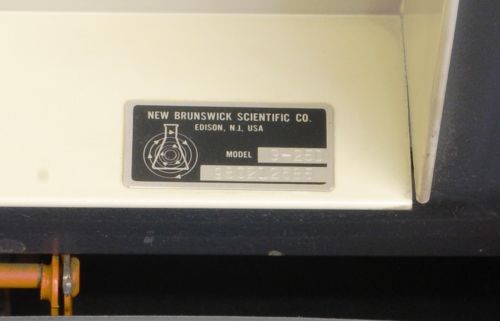 NEW BRUNSWICK SCIENTIFIC CO.
EDISON, N.J., USA
MODEL